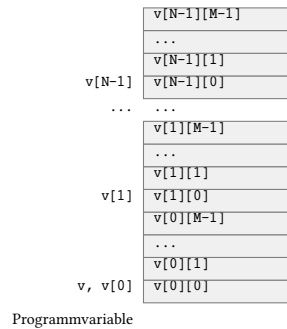 v[N-1][M-1]
...
v[N-1][1]
v[N-1] v[N-1][0]
... ...
v[1][M-1]
...
v[1][1]
v[1] v[1][0]
v[0][M-1]
...
v[0][1]
v, v[0] v[0][0]
Programmvariable